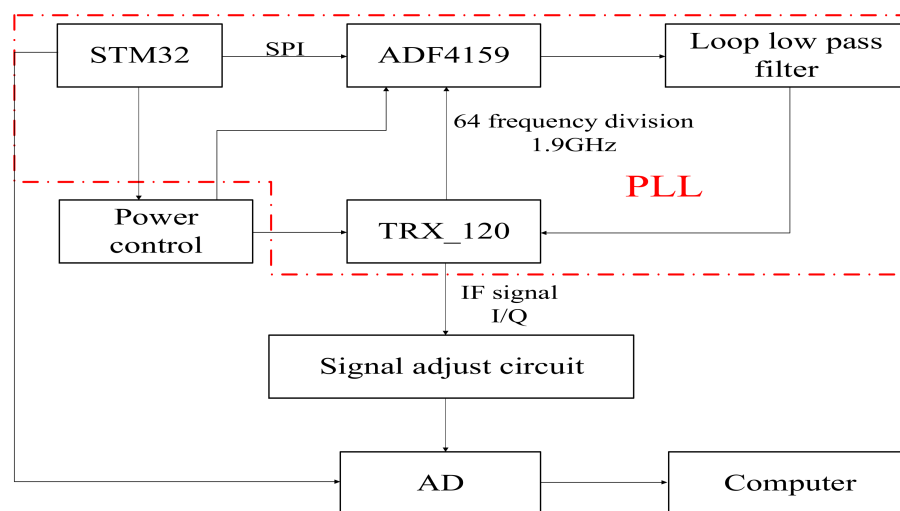 STM32
SPI
ADF4159
Loop low pass
filter
64 frequency division
1.9GHz
PLL
Power
control
TRX_120
IF signal
I/Q
Signal adjust circuit
AD
Computer